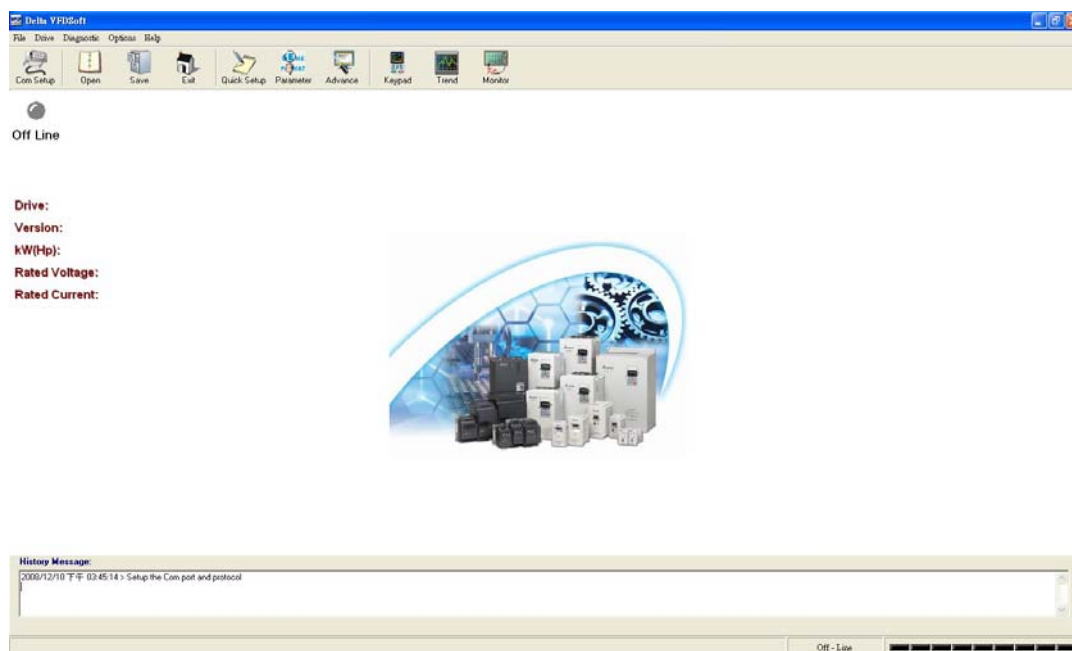 Delta VFDSoft
File Drive Diagnostic Options Help
Com Setup Open Save Exit Quick Setup Parameter Advance Keypad Trend Monitor
Off Line
Drive:
Version:
kW(Hp):
Rated Voltage:
Rated Current:
History Message:
2008/12/10 下午 03:45:14 > Setup the Com port and protocol
Off - Line